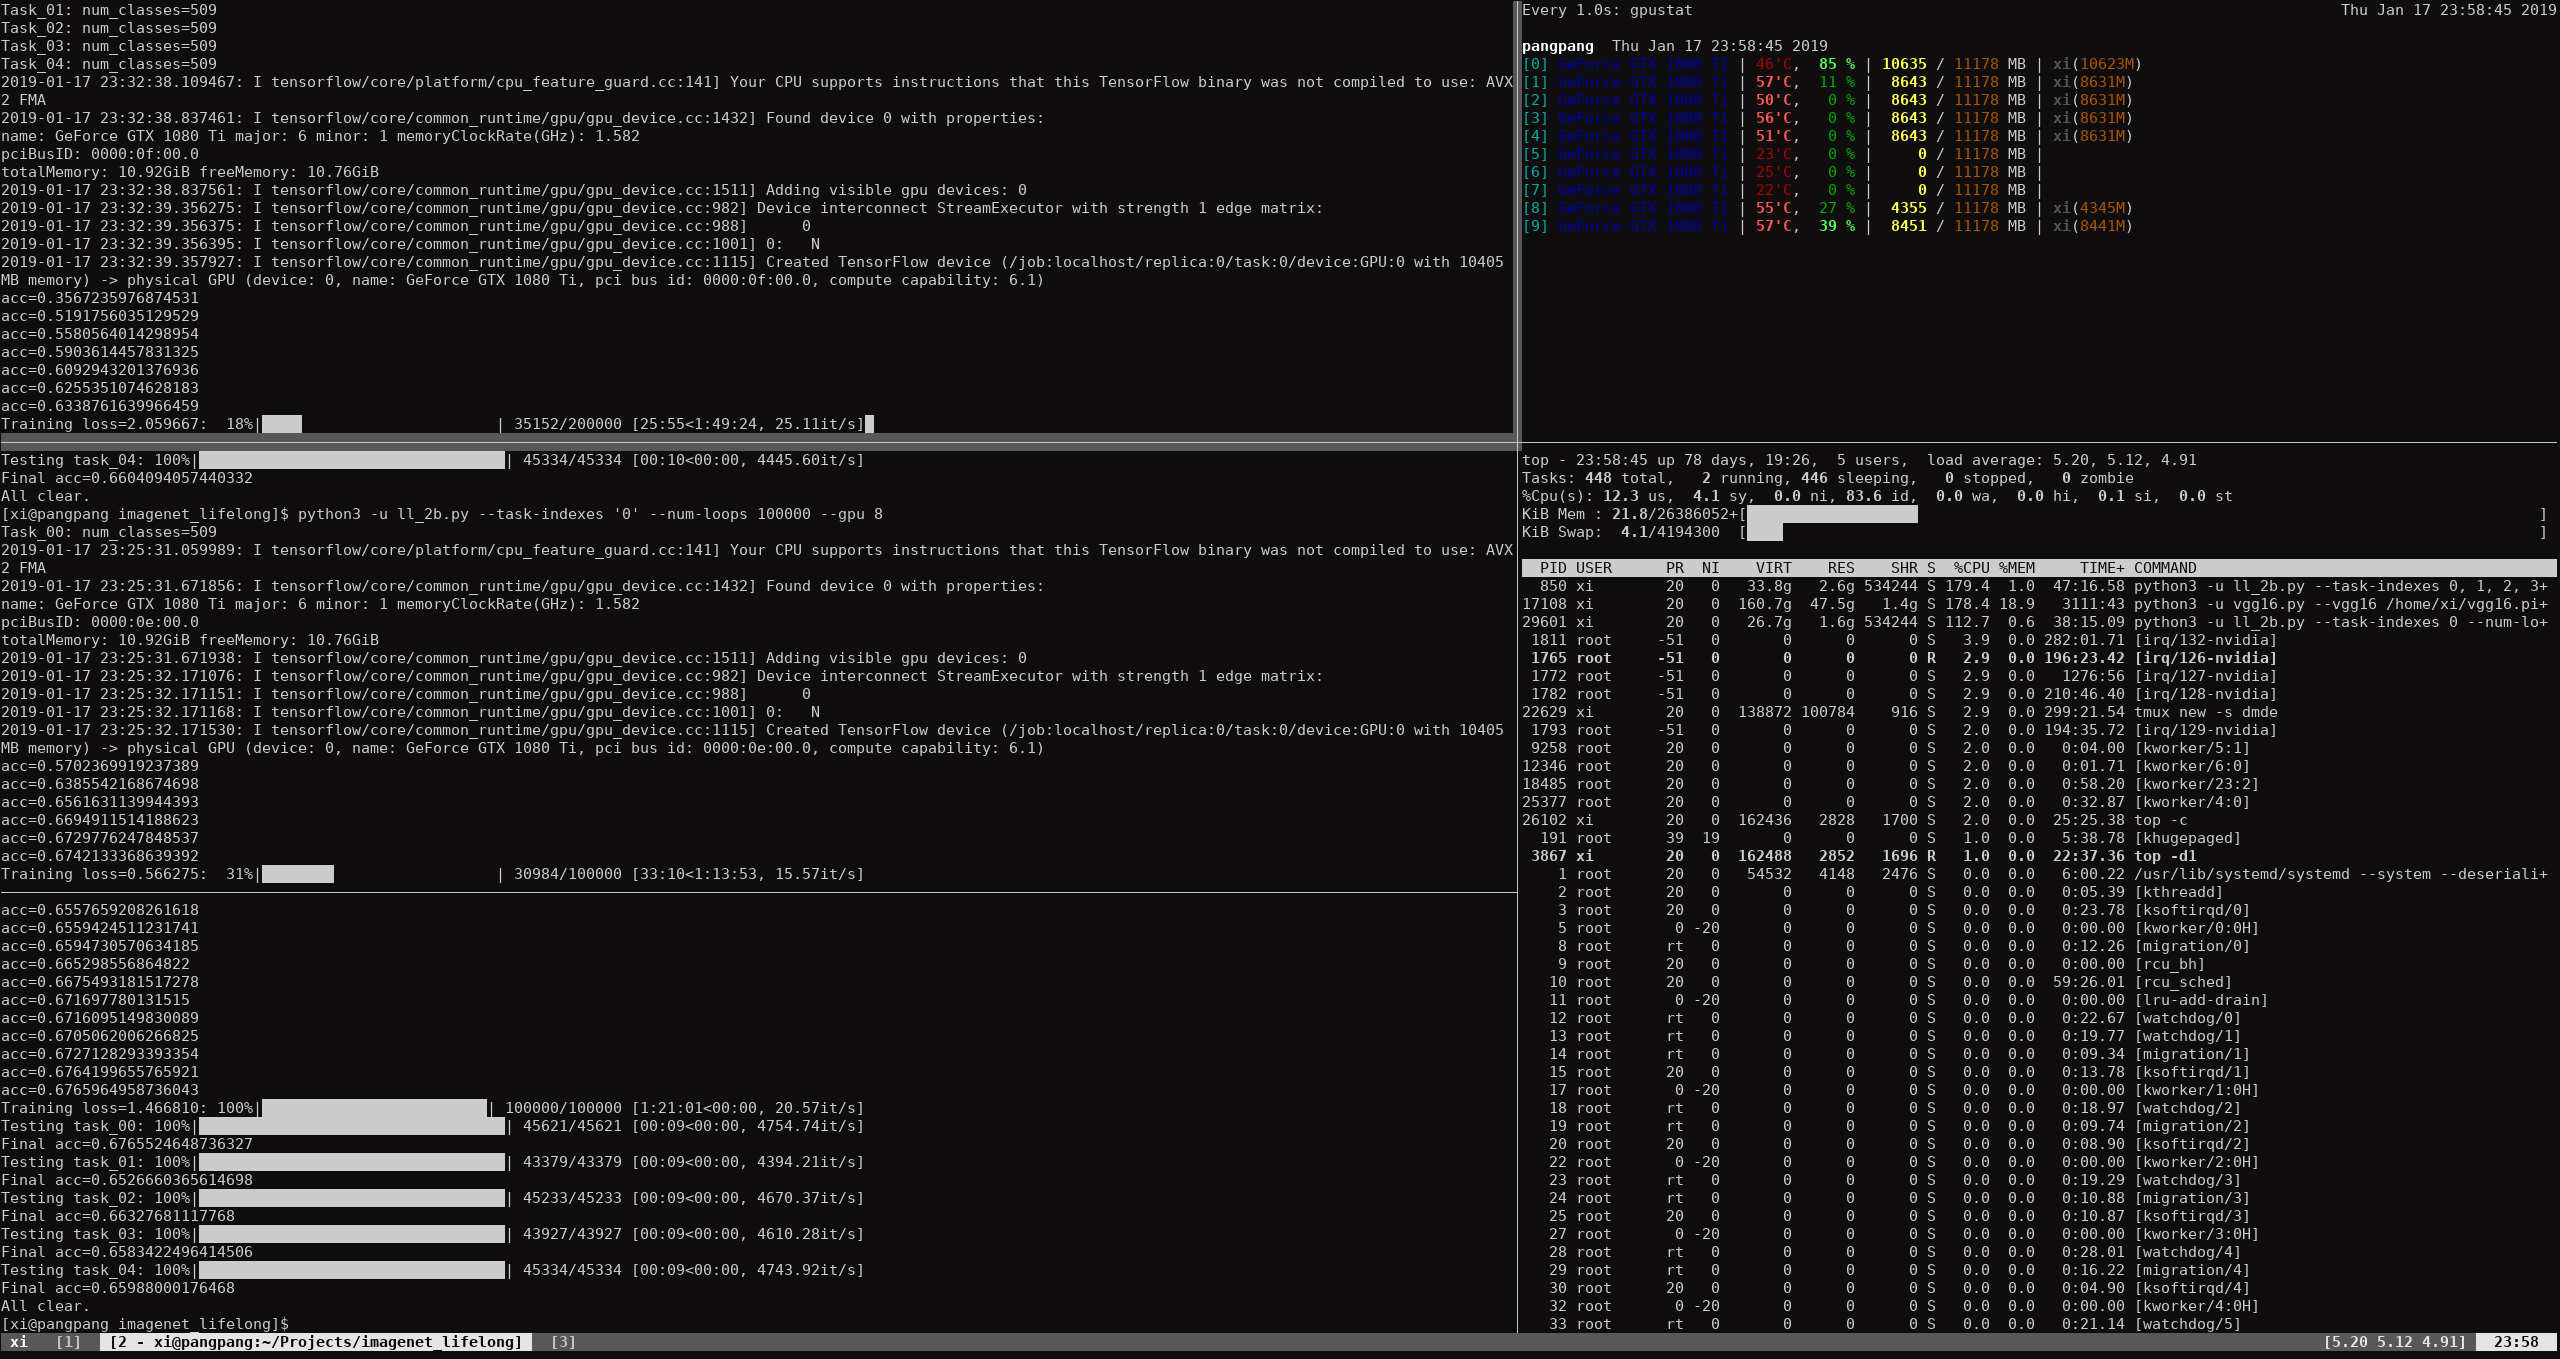 Task_01: num_classes=509
Task_02: num_classes=509
Task_03: num_classes=509
Task_04: num_classes=509
2019-01-17 23:32:38.109467: I tensorflow/core/platform/cpu_feature_guard.cc:141] Your CPU supports instructions that this TensorFlow binary was not compiled to use: AVX
2 FMA
2019-01-17 23:32:38.837461: I tensorflow/core/common_runtime/gpu/gpu_device.cc:1432] Found device 0 with properties:
name: GeForce GTX 1080 Ti major: 6 minor: 1 memoryClockRate(GHz): 1.582
pciBusID: 0000:0f:00.0
totalMemory: 10.92GiB freeMemory: 10.76GiB
2019-01-17 23:32:38.837561: I tensorflow/core/common_runtime/gpu/gpu_device.cc:1511] Adding visible gpu devices: 0
2019-01-17 23:32:39.356275: I tensorflow/core/common_runtime/gpu/gpu_device.cc:982] Device interconnect StreamExecutor with strength 1 edge matrix:
2019-01-17 23:32:39.356375: I tensorflow/core/common_runtime/gpu/gpu_device.cc:988]      0
2019-01-17 23:32:39.356395: I tensorflow/core/common_runtime/gpu/gpu_device.cc:1001] 0:   N
2019-01-17 23:32:39.357927: I tensorflow/core/common_runtime/gpu/gpu_device.cc:1115] Created TensorFlow device (/job:localhost/replica:0/task:0/device:GPU:0 with 10405
MB memory) -> physical GPU (device: 0, name: GeForce GTX 1080 Ti, pci bus id: 0000:0f:00.0, compute capability: 6.1)
acc=0.3567235976874531
acc=0.5191756035129529
acc=0.5580564014298954
acc=0.5903614457831325
acc=0.6092943201376936
acc=0.6255351074628183
acc=0.6338761639966459
Training loss=2.059667:  18%| | 35152/200000 [25:55<1:49:24, 25.11it/s]
Testing task_04: 100%| | 45334/45334 [00:10<00:00, 4445.60it/s]
Final acc=0.6604094057440332
All clear.
[xi@pangpang imagenet_lifelong]$ python3 -u ll_2b.py --task-indexes '0' --num-loops 100000 --gpu 8
Task_00: num_classes=509
2019-01-17 23:25:31.059989: I tensorflow/core/platform/cpu_feature_guard.cc:141] Your CPU supports instructions that this TensorFlow binary was not compiled to use: AVX
2 FMA
2019-01-17 23:25:31.671856: I tensorflow/core/common_runtime/gpu/gpu_device.cc:1432] Found device 0 with properties:
name: GeForce GTX 1080 Ti major: 6 minor: 1 memoryClockRate(GHz): 1.582
pciBusID: 0000:0e:00.0
totalMemory: 10.92GiB freeMemory: 10.76GiB
2019-01-17 23:25:31.671938: I tensorflow/core/common_runtime/gpu/gpu_device.cc:1511] Adding visible gpu devices: 0
2019-01-17 23:25:32.171076: I tensorflow/core/common_runtime/gpu/gpu_device.cc:982] Device interconnect StreamExecutor with strength 1 edge matrix:
2019-01-17 23:25:32.171151: I tensorflow/core/common_runtime/gpu/gpu_device.cc:988]      0
2019-01-17 23:25:32.171168: I tensorflow/core/common_runtime/gpu/gpu_device.cc:1001] 0:   N
2019-01-17 23:25:32.171530: I tensorflow/core/common_runtime/gpu/gpu_device.cc:1115] Created TensorFlow device (/job:localhost/replica:0/task:0/device:GPU:0 with 10405
MB memory) -> physical GPU (device: 0, name: GeForce GTX 1080 Ti, pci bus id: 0000:0e:00.0, compute capability: 6.1)
acc=0.5702369919237389
acc=0.6385542168674698
acc=0.6561631139944393
acc=0.6694911514188623
acc=0.6729776247848537
acc=0.6742133368639392
Training loss=0.566275:  31%| | 30984/100000 [33:10<1:13:53, 15.57it/s]
acc=0.6557659208261618
acc=0.6559424511231741
acc=0.6594730570634185
acc=0.665298556864822
acc=0.6675493181517278
acc=0.671697780131515
acc=0.6716095149830089
acc=0.6705062006266825
acc=0.6727128293393354
acc=0.6764199655765921
acc=0.6765964958736043
Training loss=1.466810: 100%| | 100000/100000 [1:21:01<00:00, 20.57it/s]
Testing task_00: 100%| | 45621/45621 [00:09<00:00, 4754.74it/s]
Final acc=0.6765524648736327
Testing task_01: 100%| | 43379/43379 [00:09<00:00, 4394.21it/s]
Final acc=0.6526660365614698
Testing task_02: 100%| | 45233/45233 [00:09<00:00, 4670.37it/s]
Final acc=0.66327681117768
Testing task_03: 100%| | 43927/43927 [00:09<00:00, 4610.28it/s]
Final acc=0.6583422496414506
Testing task_04: 100%| | 45334/45334 [00:09<00:00, 4743.92it/s]
Final acc=0.65988000176468
All clear.
[xi@pangpang imagenet_lifelong]$
Every 1.0s: gpustat Thu Jan 17 23:58:45 2019
pangpang  Thu Jan 17 23:58:45 2019
[0] GeForce GTX 1080 Ti | 46'C,  85 % | 10635 / 11178 MB | xi(10623M)
[1] GeForce GTX 1080 Ti | 57'C,  11 % |  8643 / 11178 MB | xi(8631M)
[2] GeForce GTX 1080 Ti | 50'C,   0 % |  8643 / 11178 MB | xi(8631M)
[3] GeForce GTX 1080 Ti | 56'C,   0 % |  8643 / 11178 MB | xi(8631M)
[4] GeForce GTX 1080 Ti | 51'C,   0 % |  8643 / 11178 MB | xi(8631M)
[5] GeForce GTX 1080 Ti | 23'C,   0 % |     0 / 11178 MB |
[6] GeForce GTX 1080 Ti | 25'C,   0 % |     0 / 11178 MB |
[7] GeForce GTX 1080 Ti | 22'C,   0 % |     0 / 11178 MB |
[8] GeForce GTX 1080 Ti | 55'C,  27 % |  4355 / 11178 MB | xi(4345M)
[9] GeForce GTX 1080 Ti | 57'C,  39 % |  8451 / 11178 MB | xi(8441M)
top - 23:58:45 up 78 days, 19:26,  5 users,  load average: 5.20, 5.12, 4.91
Tasks: 448 total,   2 running, 446 sleeping,   0 stopped,   0 zombie
%Cpu(s): 12.3 us,  4.1 sy,  0.0 ni, 83.6 id,  0.0 wa,  0.0 hi,  0.1 si,  0.0 st
KiB Mem : 21.8/26386052+[ ]
KiB Swap:  4.1/4194300  [ ]
PID USER      PR  NI    VIRT    RES    SHR S  %CPU %MEM     TIME+ COMMAND
850 xi        20   0   33.8g   2.6g 534244 S 179.4  1.0  47:16.58 python3 -u ll_2b.py --task-indexes 0, 1, 2, 3+
17108 xi        20   0  160.7g  47.5g   1.4g S 178.4 18.9   3111:43 python3 -u vgg16.py --vgg16 /home/xi/vgg16.pi+
29601 xi        20   0   26.7g   1.6g 534244 S 112.7  0.6  38:15.09 python3 -u ll_2b.py --task-indexes 0 --num-lo+
1811 root     -51   0       0      0      0 S   3.9  0.0 282:01.71 [irq/132-nvidia]
1765 root     -51   0       0      0      0 R   2.9  0.0 196:23.42 [irq/126-nvidia]
1772 root     -51   0       0      0      0 S   2.9  0.0   1276:56 [irq/127-nvidia]
1782 root     -51   0       0      0      0 S   2.9  0.0 210:46.40 [irq/128-nvidia]
22629 xi        20   0  138872 100784    916 S   2.9  0.0 299:21.54 tmux new -s dmde
1793 root     -51   0       0      0      0 S   2.0  0.0 194:35.72 [irq/129-nvidia]
9258 root      20   0       0      0      0 S   2.0  0.0   0:04.00 [kworker/5:1]
12346 root      20   0       0      0      0 S   2.0  0.0   0:01.71 [kworker/6:0]
18485 root      20   0       0      0      0 S   2.0  0.0   0:58.20 [kworker/23:2]
25377 root      20   0       0      0      0 S   2.0  0.0   0:32.87 [kworker/4:0]
26102 xi        20   0  162436   2828   1700 S   2.0  0.0  25:25.38 top -c
191 root      39  19       0      0      0 S   1.0  0.0   5:38.78 [khugepaged]
3867 xi        20   0  162488   2852   1696 R   1.0  0.0  22:37.36 top -d1
1 root      20   0   54532   4148   2476 S   0.0  0.0   6:00.22 /usr/lib/systemd/systemd --system --deseriali+
2 root      20   0       0      0      0 S   0.0  0.0   0:05.39 [kthreadd]
3 root      20   0       0      0      0 S   0.0  0.0   0:23.78 [ksoftirqd/0]
5 root       0 -20       0      0      0 S   0.0  0.0   0:00.00 [kworker/0:0H]
8 root      rt   0       0      0      0 S   0.0  0.0   0:12.26 [migration/0]
9 root      20   0       0      0      0 S   0.0  0.0   0:00.00 [rcu_bh]
10 root      20   0       0      0      0 S   0.0  0.0  59:26.01 [rcu_sched]
11 root       0 -20       0      0      0 S   0.0  0.0   0:00.00 [lru-add-drain]
12 root      rt   0       0      0      0 S   0.0  0.0   0:22.67 [watchdog/0]
13 root      rt   0       0      0      0 S   0.0  0.0   0:19.77 [watchdog/1]
14 root      rt   0       0      0      0 S   0.0  0.0   0:09.34 [migration/1]
15 root      20   0       0      0      0 S   0.0  0.0   0:13.78 [ksoftirqd/1]
17 root       0 -20       0      0      0 S   0.0  0.0   0:00.00 [kworker/1:0H]
18 root      rt   0       0      0      0 S   0.0  0.0   0:18.97 [watchdog/2]
19 root      rt   0       0      0      0 S   0.0  0.0   0:09.74 [migration/2]
20 root      20   0       0      0      0 S   0.0  0.0   0:08.90 [ksoftirqd/2]
22 root       0 -20       0      0      0 S   0.0  0.0   0:00.00 [kworker/2:0H]
23 root      rt   0       0      0      0 S   0.0  0.0   0:19.29 [watchdog/3]
24 root      rt   0       0      0      0 S   0.0  0.0   0:10.88 [migration/3]
25 root      20   0       0      0      0 S   0.0  0.0   0:10.87 [ksoftirqd/3]
27 root       0 -20       0      0      0 S   0.0  0.0   0:00.00 [kworker/3:0H]
28 root      rt   0       0      0      0 S   0.0  0.0   0:28.01 [watchdog/4]
29 root      rt   0       0      0      0 S   0.0  0.0   0:16.22 [migration/4]
30 root      20   0       0      0      0 S   0.0  0.0   0:04.90 [ksoftirqd/4]
32 root       0 -20       0      0      0 S   0.0  0.0   0:00.00 [kworker/4:0H]
33 root      rt   0       0      0      0 S   0.0  0.0   0:21.14 [watchdog/5]
xi   [1]   [2 - xi@pangpang:~/Projects/imagenet_lifelong]   [3] [5.20 5.12 4.91]  23:58